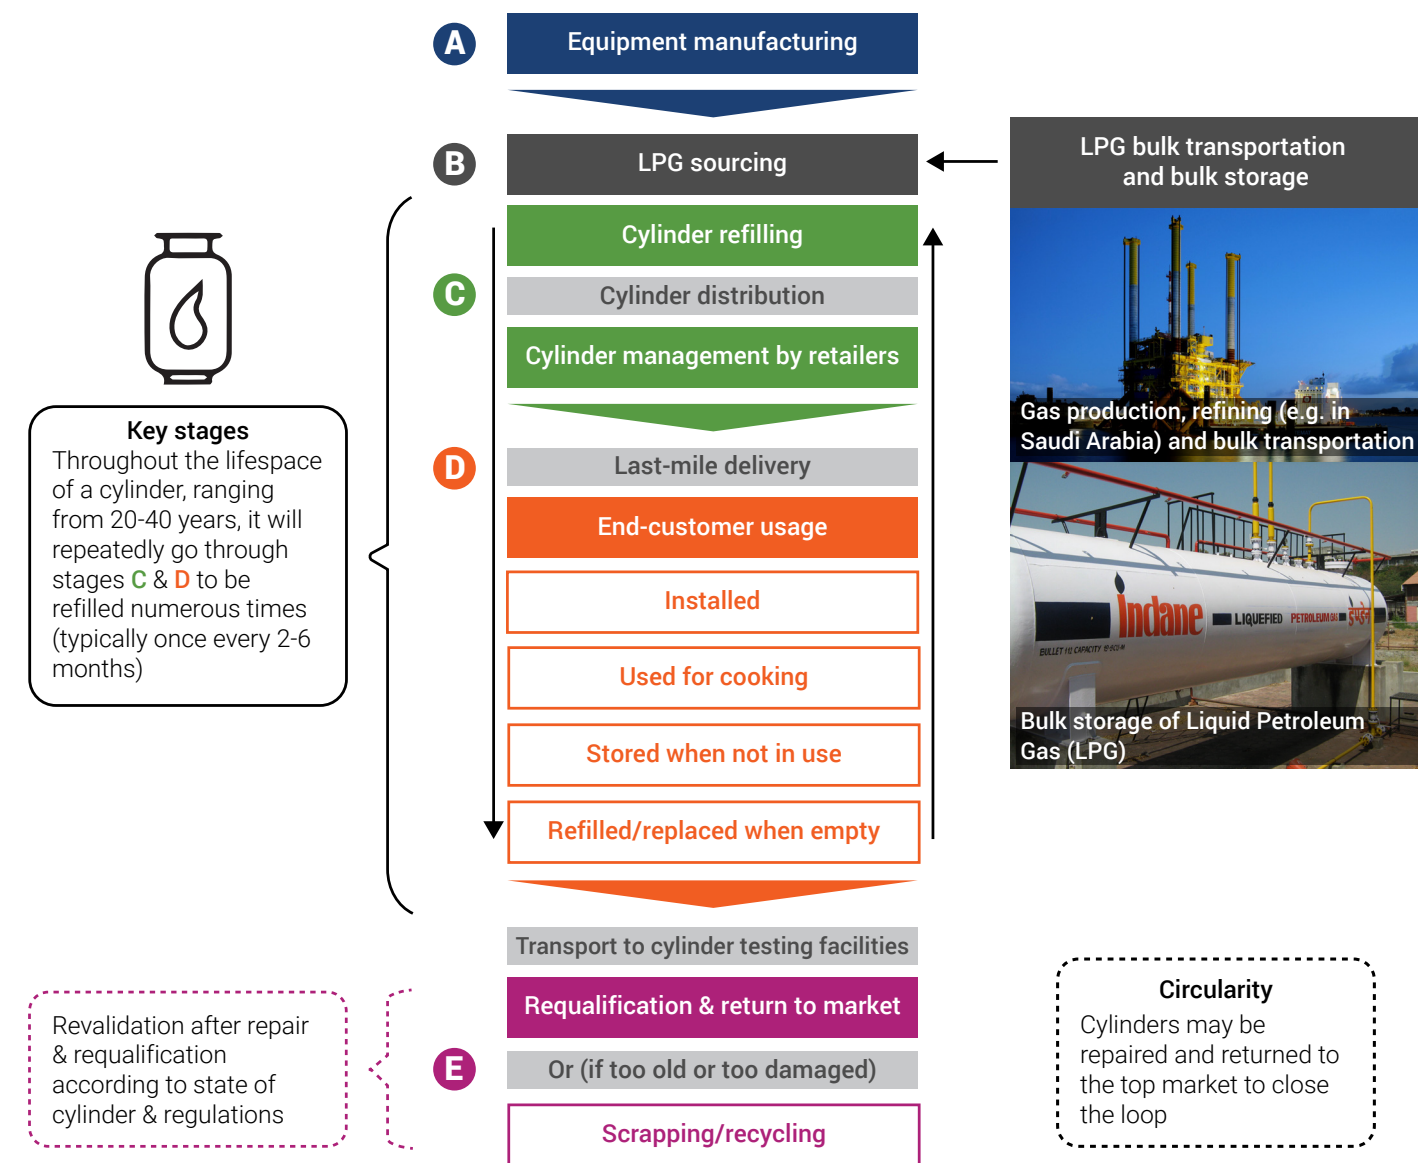 A
Equipment manufacturing
B
LPG sourcing
LPG bulk transportation
and bulk storage
Cylinder refilling
C
Cylinder distribution
Cylinder management by retailers
Gas production, refining (e.g. in
Saudi Arabia) and bulk transportation
Key stages
Throughout the lifespace
of a cylinder, ranging
from 20-40 years, it will
repeatedly go through
stages C & D to be
refilled numerous times
(typically once every 2-6
months)
D
Last-mile delivery
End-customer usage
Installed
Used for cooking
Stored when not in use
Refilled/replaced when empty
Indane
LIQUEFIED PETROLEUM GAS
इण्डेन
Bulk storage of Liquid Petroleum
Gas (LPG)
Transport to cylinder testing facilities
Requalification & return to market
E
Or (if too old or too damaged)
Scrapping/recycling
Revalidation after repair
& requalification
according to state of
cylinder & regulations
Circularity
Cylinders may be
repaired and returned to
the top market to close
the loop